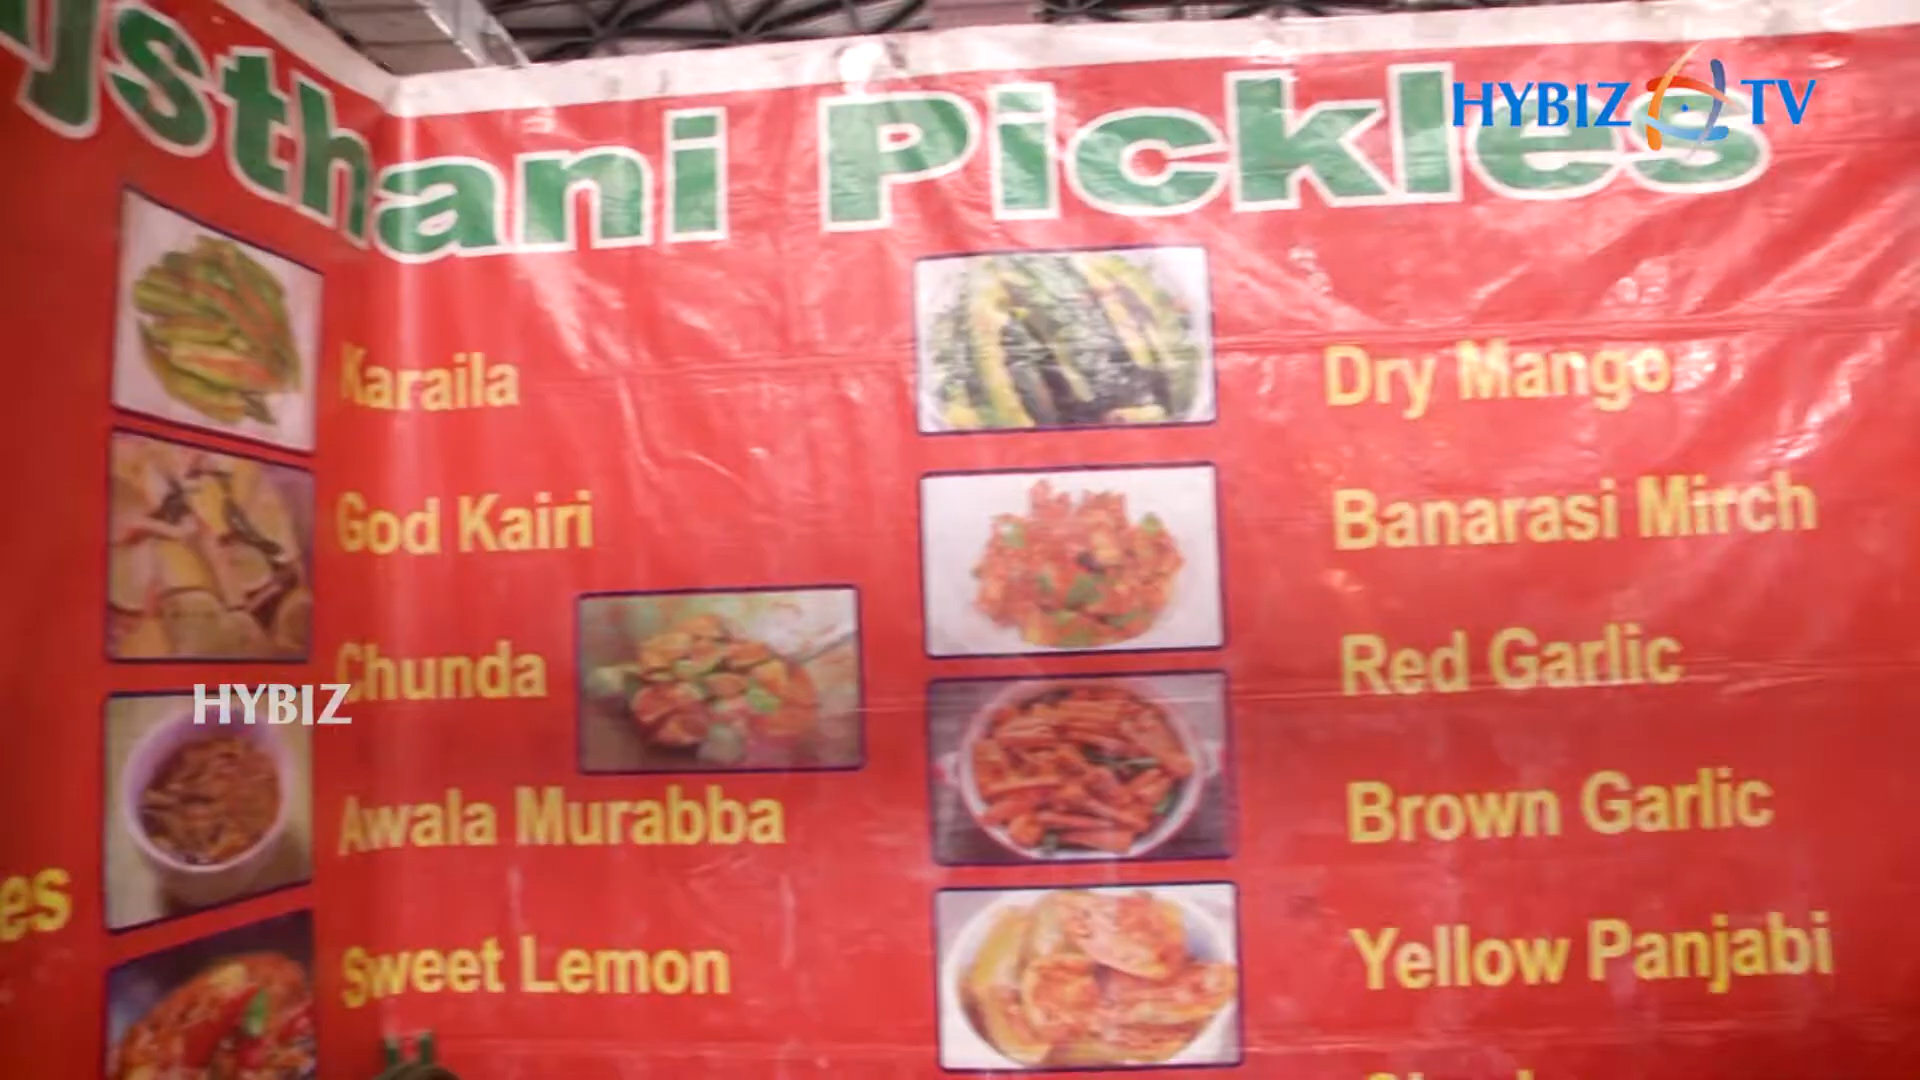 jsthani Pickles
HYBIZ TV
Karaila
God Kairi
Chunda
Awala Murabba
Sweet Lemon
Dry Mango
Banarasi Mirch
Red Garlic
Brown Garlic
Yellow Panjabi
HYBIZ
es